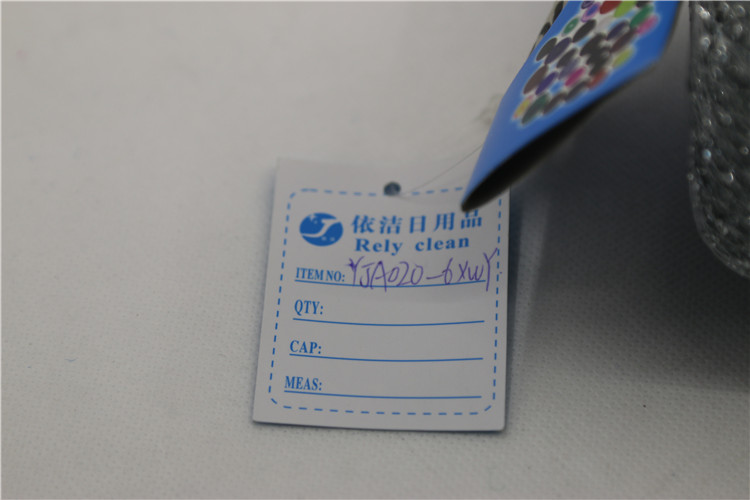 依洁日用品
Rely clean
ITEM NO: YJA020-6XWY
QTY:
CAP:
MEAS: